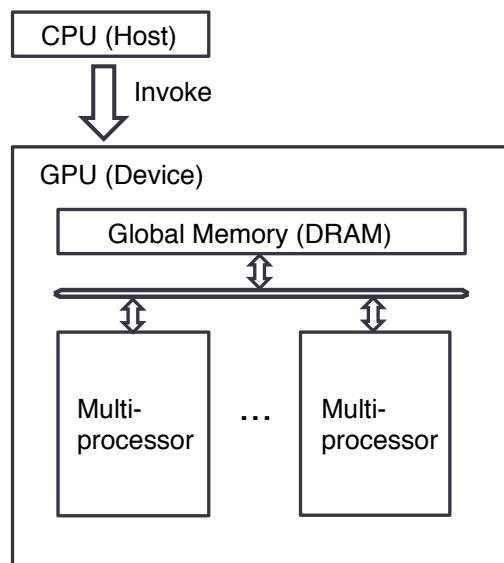 CPU (Host)
Invoke
GPU (Device)
Global Memory (DRAM)
Multi-
processor
...
Multi-
processor